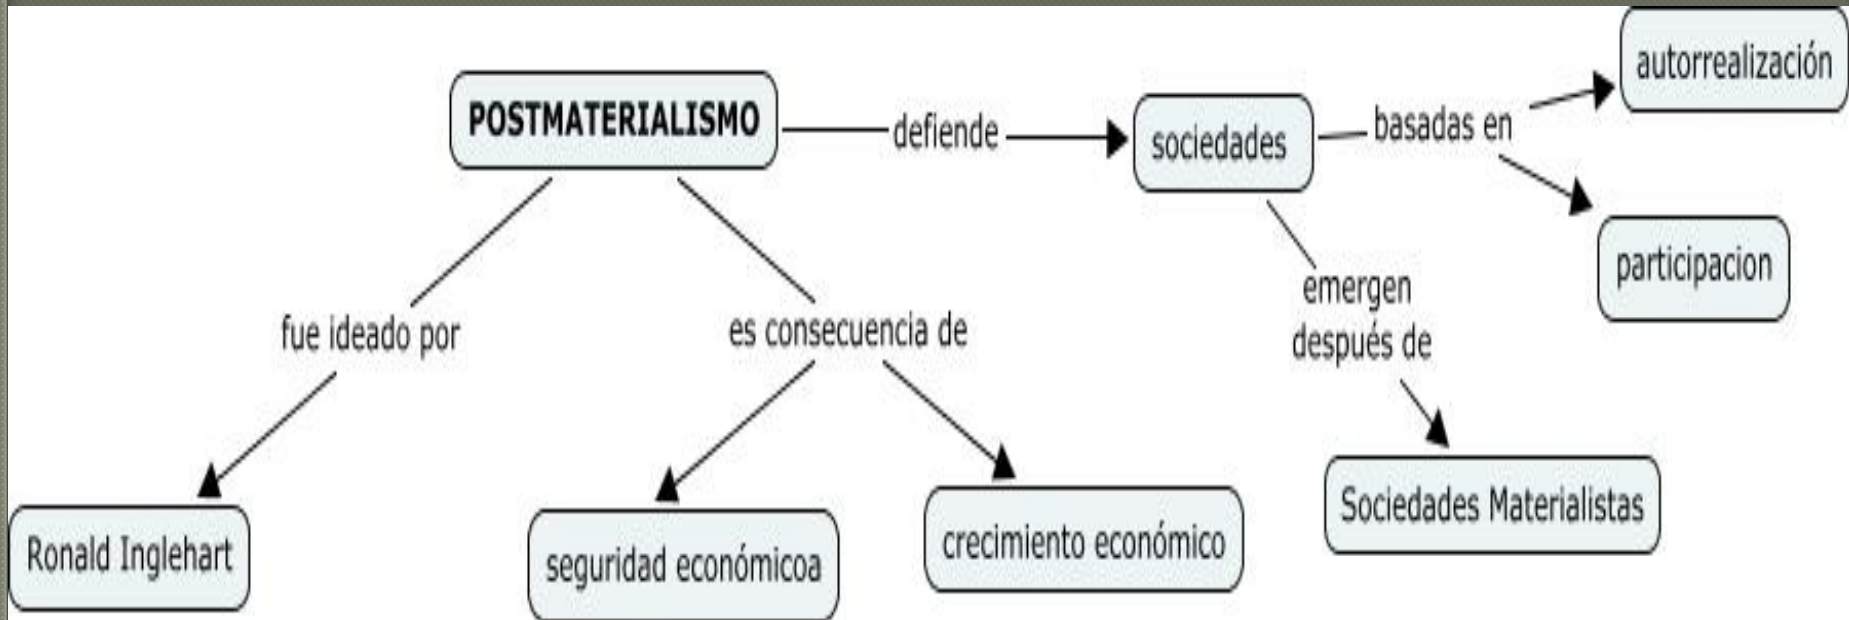 autorrealización
POSTMATERIALISMO
defiende
sociedades
basadas en
participacion
emergen
después de
fue ideado por
es consecuencia de
Sociedades Materialistas
Ronald Inglehart
seguridad económicoa
crecimiento económico